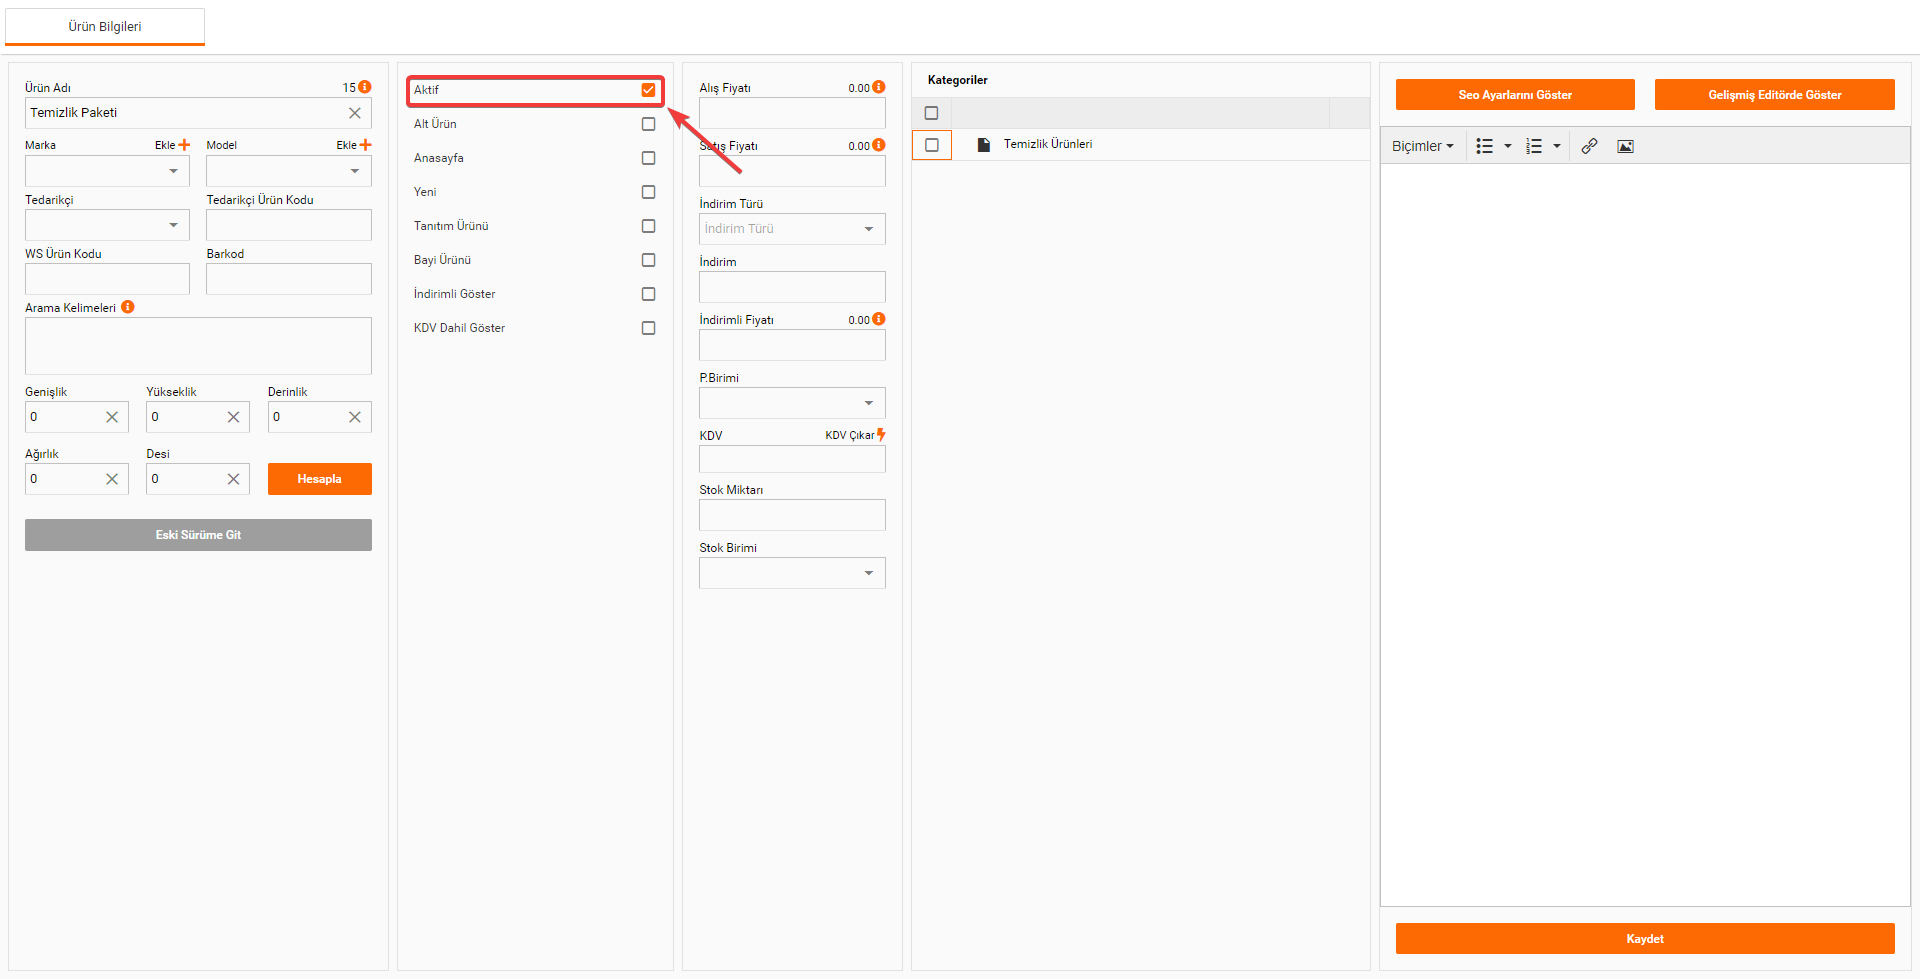 Ürün Bilgileri
Ürün Adı 15
Temizlik Paketi
Marka Ekle Model Ekle
Tedarikçi Tedarikçi Ürün Kodu
WS Ürün Kodu Barkod
Arama Kelimeleri
Genişlik Yükseklik Derinlik
0 0 0
Ağırlık Desi
0 0 Hesapla
Eski Sürüme Git
Aktif
Alt Ürün
Anasayfa
Yeni
Tanıtım Ürünü
Bayi Ürünü
İndirimli Göster
KDV Dahil Göster
Alış Fiyatı 0.00
Satış Fiyatı 0.00
İndirim Türü
İndirim Türü
İndirim
İndirimli Fiyatı 0.00
P.Birimi
KDV KDV Çıkar
Stok Miktarı
Stok Birimi
Kategoriler
Temizlik Ürünleri
Seo Ayarlarını Göster Gelişmiş Editörde Göster
Biçimler
Kaydet